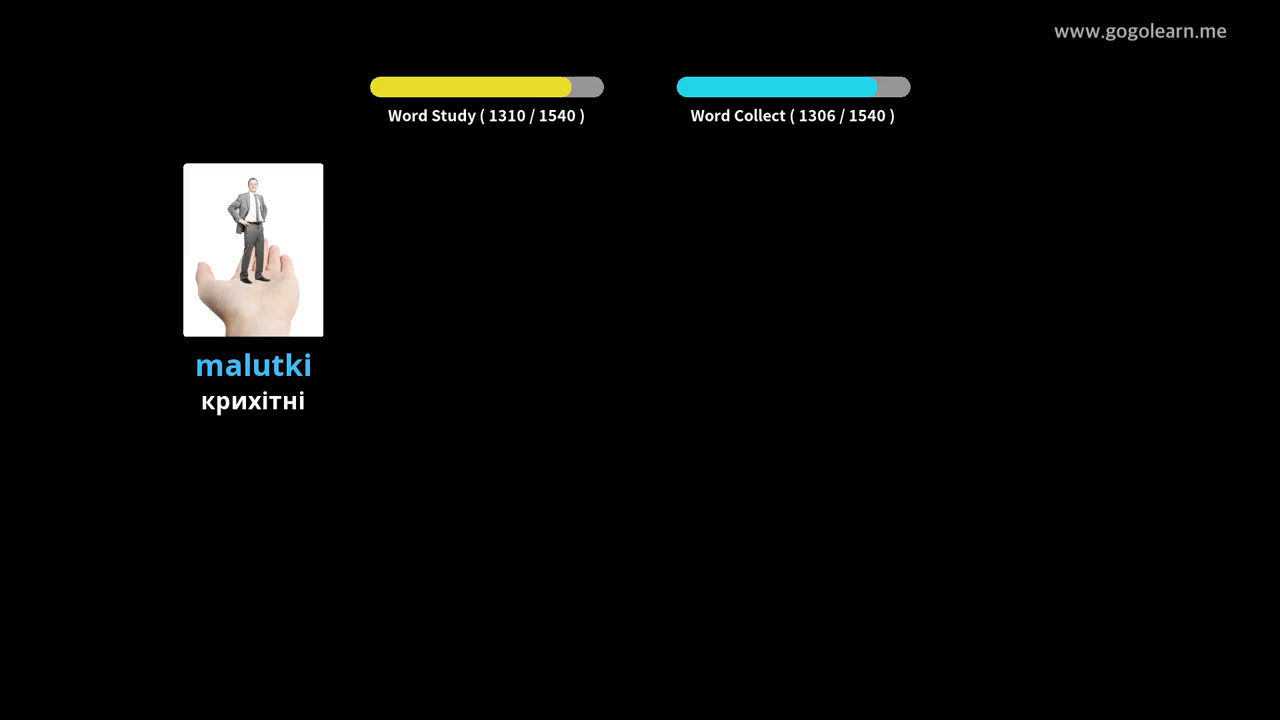 www.gogolearn.me
Word Study ( 1310 / 1540 )
Word Collect ( 1306 / 1540 )
malutki
крихітні